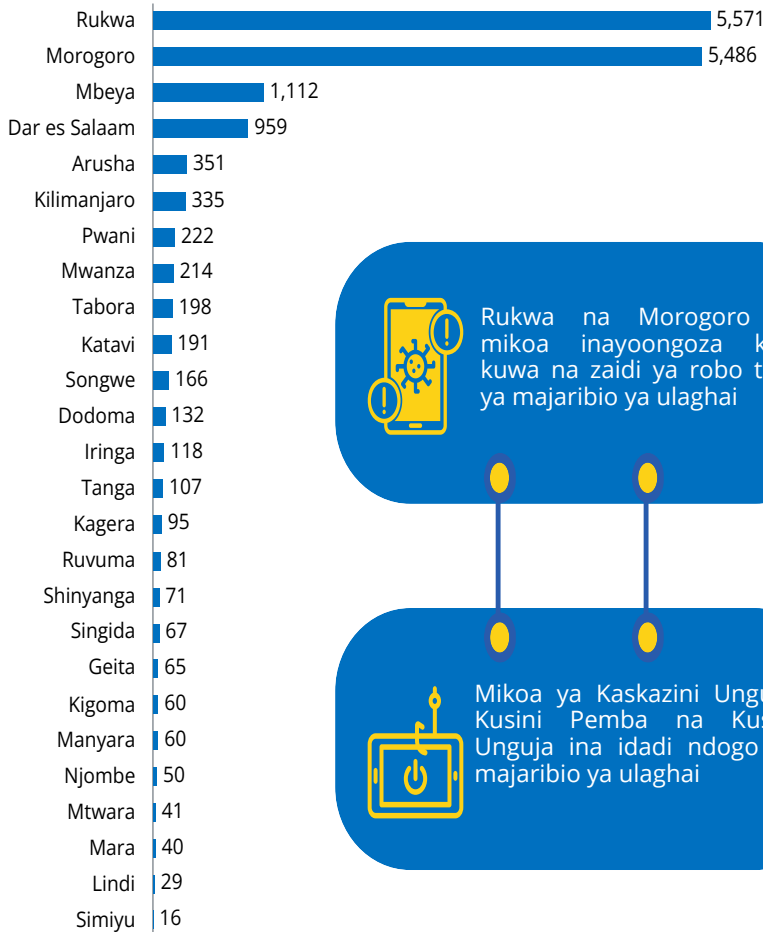 Rukwa 5,571
Morogoro 5,486
Mbeya 1,112
Dar es Salaam 959
Arusha 351
Kilimanjaro 335
Pwani 222
Mwanza 214
Tabora 198
Katavi 191
Songwe 166
Dodoma 132
Iringa 118
Tanga 107
Kagera 95
Ruvuma 81
Shinyanga 71
Singida 67
Geita 65
Kigoma 60
Manyara 60
Njombe 50
Mtwara 41
Mara 40
Lindi 29
Simiyu 16
Rukwa na Morogoro
mikoa inayoongoza
kuwa na zaidi ya robo
ya majaribio ya ulaghai
Mikoa ya Kaskazini
Kusini Pemba na
Unguja ina idadi ndogo
majaribio ya ulaghai